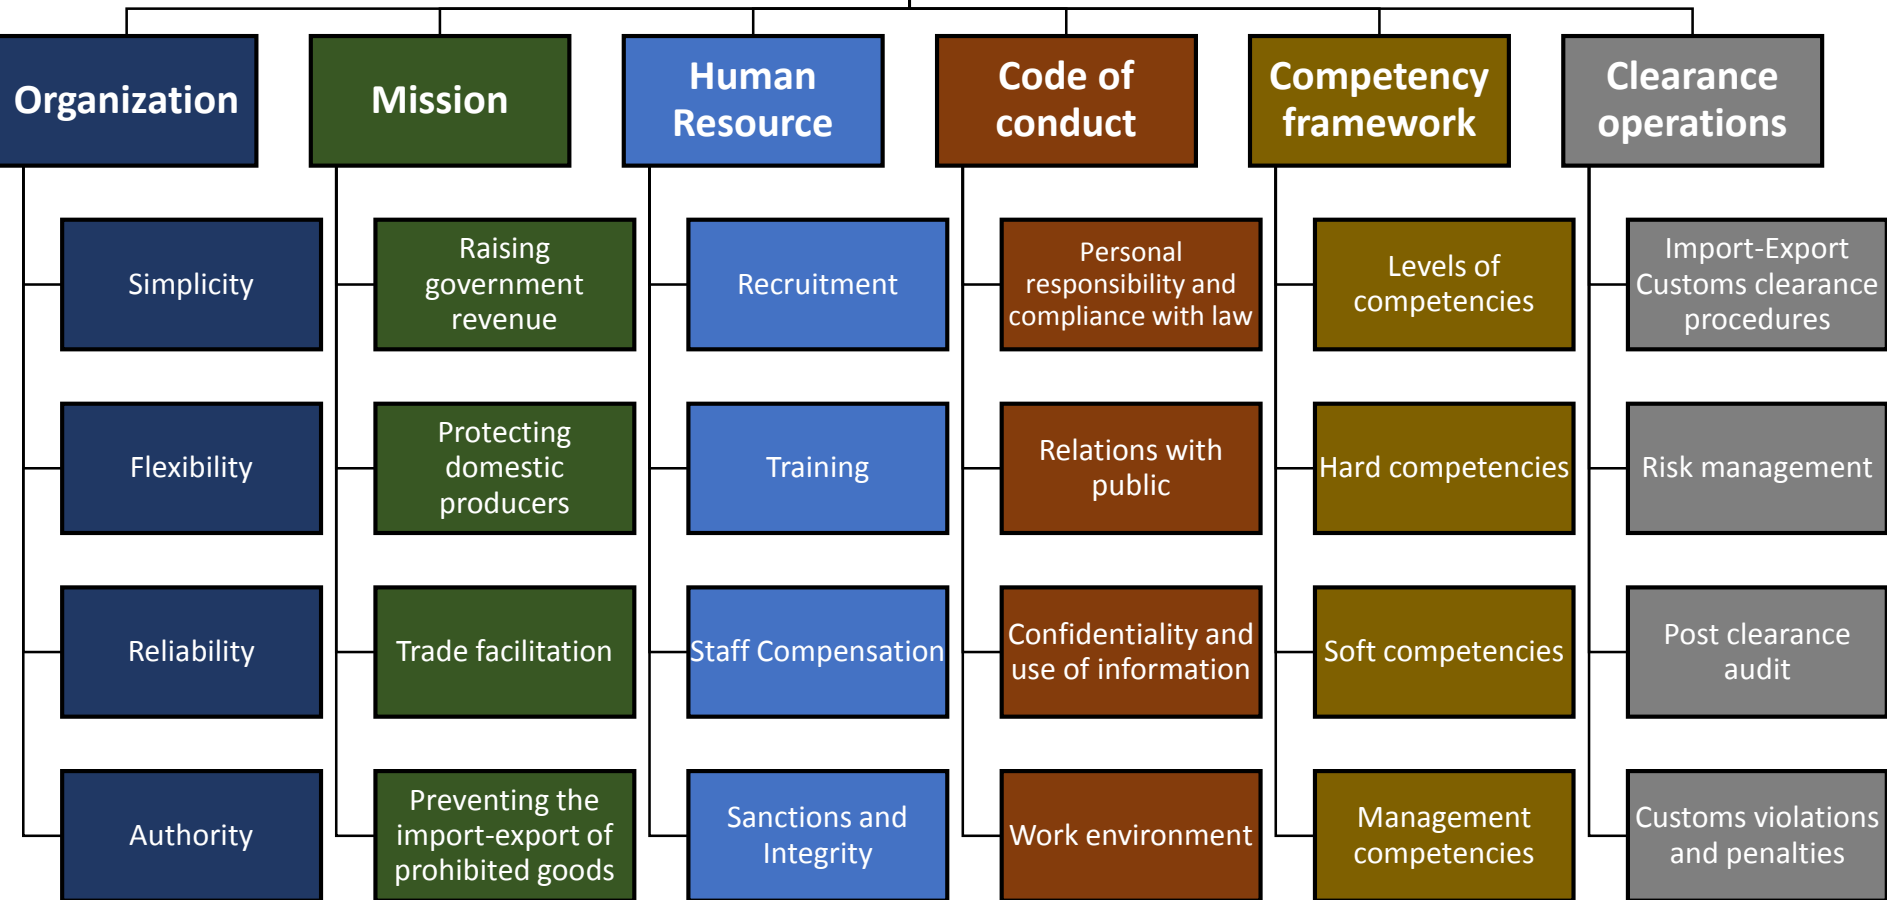 Organization
Mission
Human
Resource
Code of
conduct
Competency
framework
Clearance
operations
Simplicity
Raising
government
revenue
Recruitment
Personal
responsibility and
compliance with law
Levels of
competencies
Import-Export
Customs clearance
procedures
Flexibility
Protecting
domestic
producers
Training
Relations with
public
Hard competencies
Risk management
Reliability
Trade facilitation
Staff Compensation
Confidentiality and
use of information
Soft competencies
Post clearance
audit
Authority
Preventing the
import-export of
prohibited goods
Sanctions and
Integrity
Work environment
Management
competencies
Customs violations
and penalties